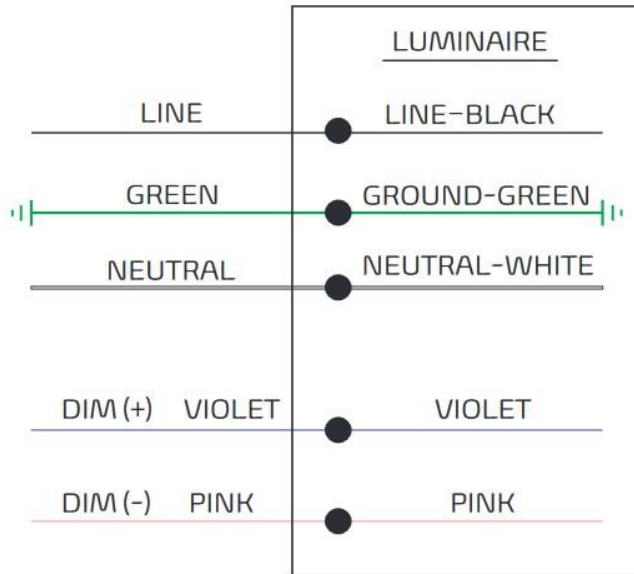 LUMINAIRE
LINE LINE-BLACK
GREEN GROUND-GREEN
NEUTRAL NEUTRAL-WHITE
DIM (+) VIOLET VIOLET
DIM (-) PINK PINK